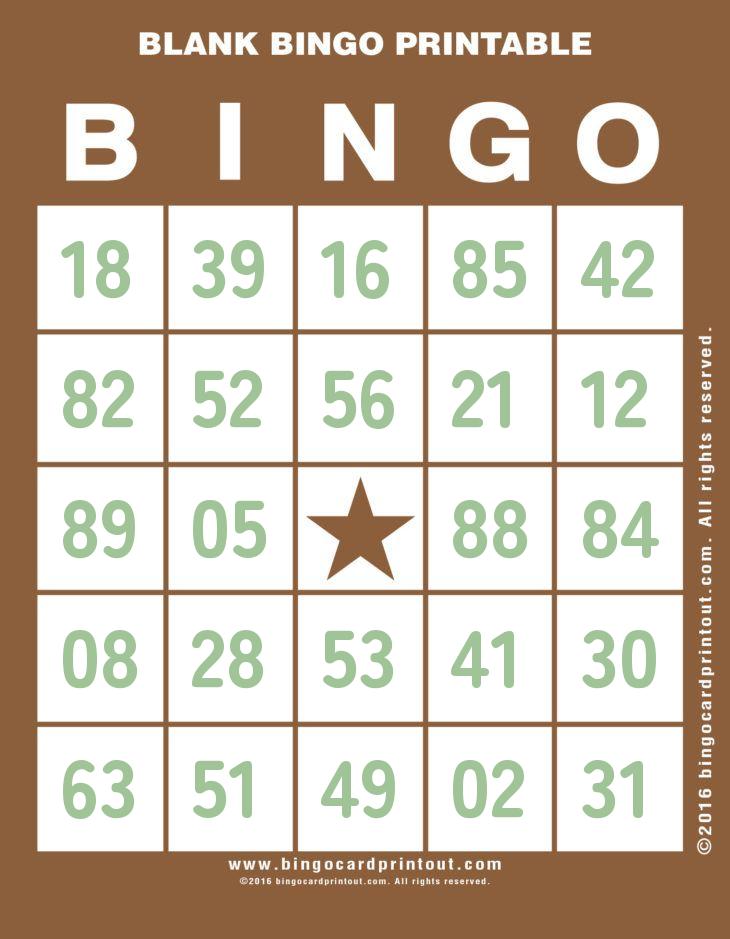 BLANK BINGO PRINTABLE
B I N G O
18 39 16 85 42
82 52 56 21 12
89 05 88 84
08 28 53 41 30
63 51 49 02 31
www.bingocardprintout.com
©2016 bingocardprintout.com. All rights reserved.
©2016 bingocardprintout.com. All rights reserved.